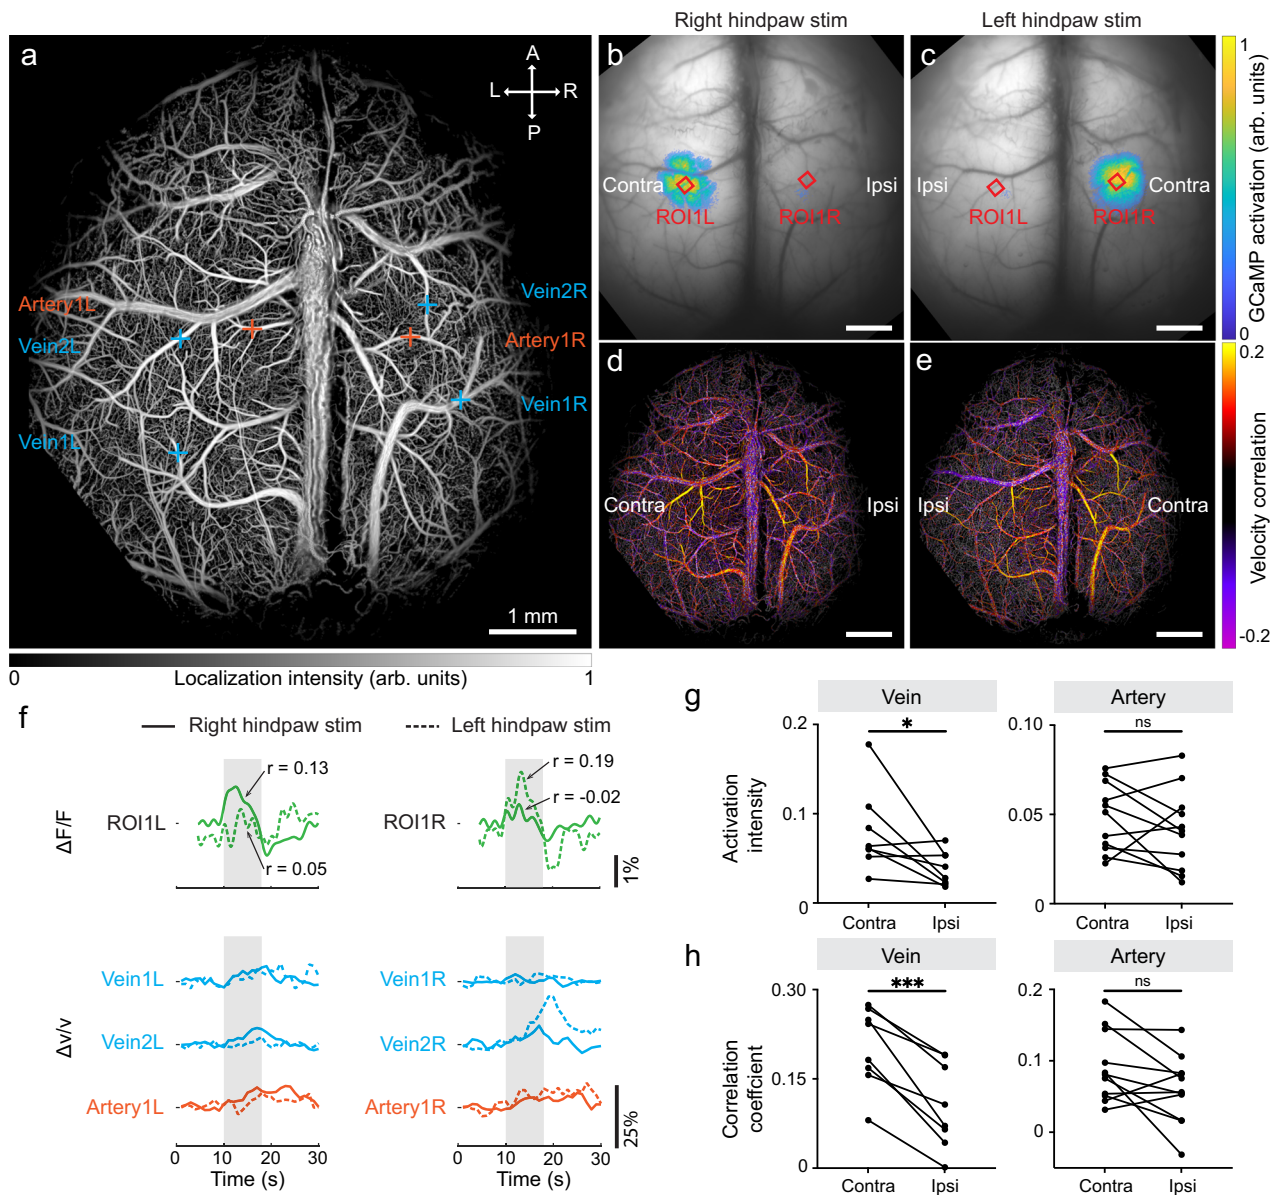 Right hindpaw stim
Left hindpaw stim
a
A
L
R
P
Artery1L
Vein2L
Vein1L
Vein2R
Artery1R
Vein1R
1 mm
0
1
Localization intensity (arb. units)
b
Contra
Ipsi
ROI1L
ROI1R
c
Ipsi
Contra
ROI1L
ROI1R
1
GCaMP activation (arb. units)
0
d
Contra
Ipsi
e
Ipsi
Contra
0.2
Velocity correlation
-0.2
f
Right hindpaw stim
Left hindpaw stim
ΔF/F
ROI1L
r = 0.13
r = 0.05
ROI1R
r = 0.19
r = -0.02
1%
Δv/v
Vein1L
Vein2L
Artery1L
Vein1R
Vein2R
Artery1R
25%
0 10 20 30
Time (s)
0 10 20 30
Time (s)
g
Vein
Artery
0.2
0.1
0
Activation
intensity
*
Contra Ipsi
0.10
0.05
0
ns
Contra Ipsi
h
Vein
Artery
0.30
0.15
0
Correlation
coeffcient
***
Contra Ipsi
0.2
0.1
0
ns
Contra Ipsi